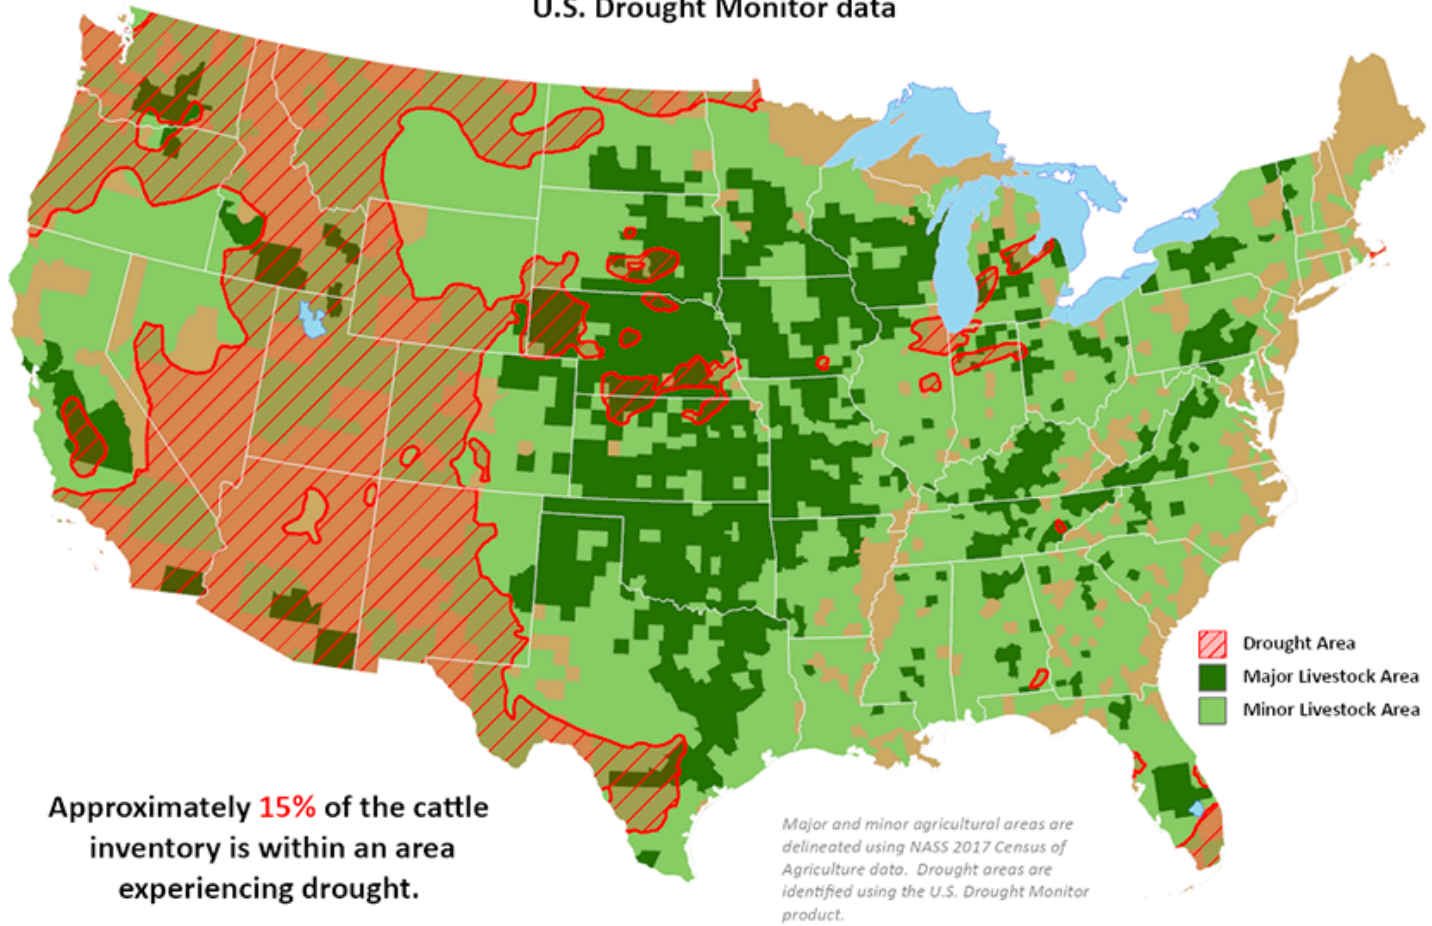 U.S. Drought Monitor data
Drought Area
Major Livestock Area
Minor Livestock Area
Approximately 15% of the cattle
inventory is within an area
experiencing drought.
Major and minor agricultural areas are
delineated using NASS 2017 Census of
Agriculture data.  Drought areas are
identified using the U.S. Drought Monitor
product.